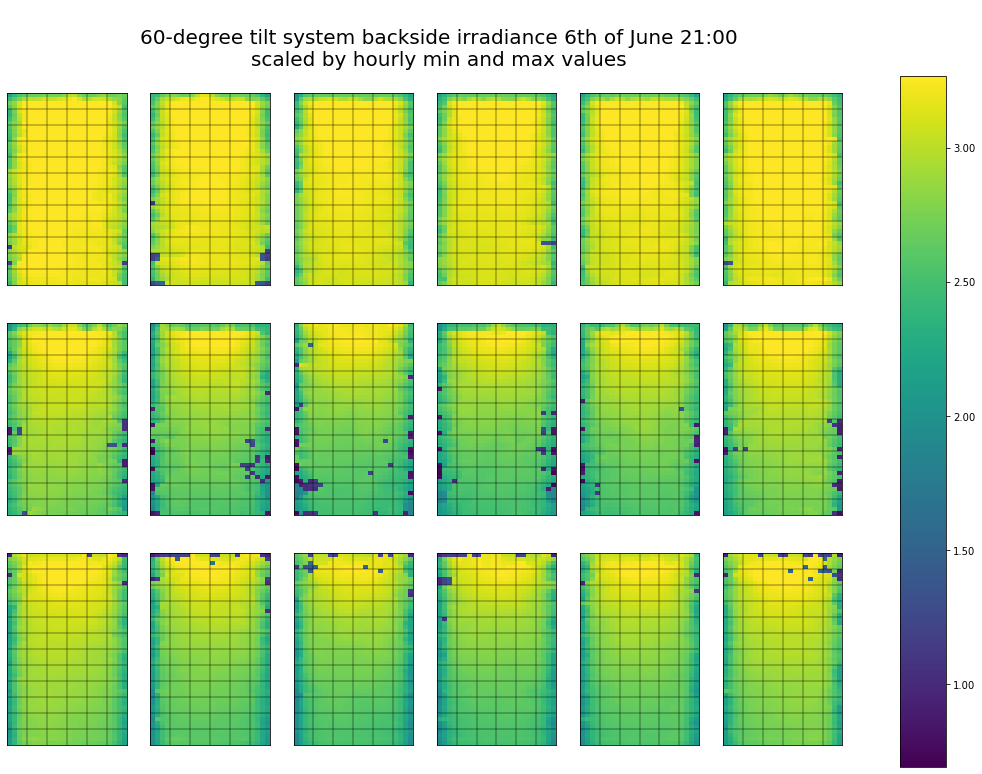 60-degree tilt system backside irradiance 6th of June 21:00
scaled by hourly min and max values
3.00
2.50
2.00
1.50
1.00